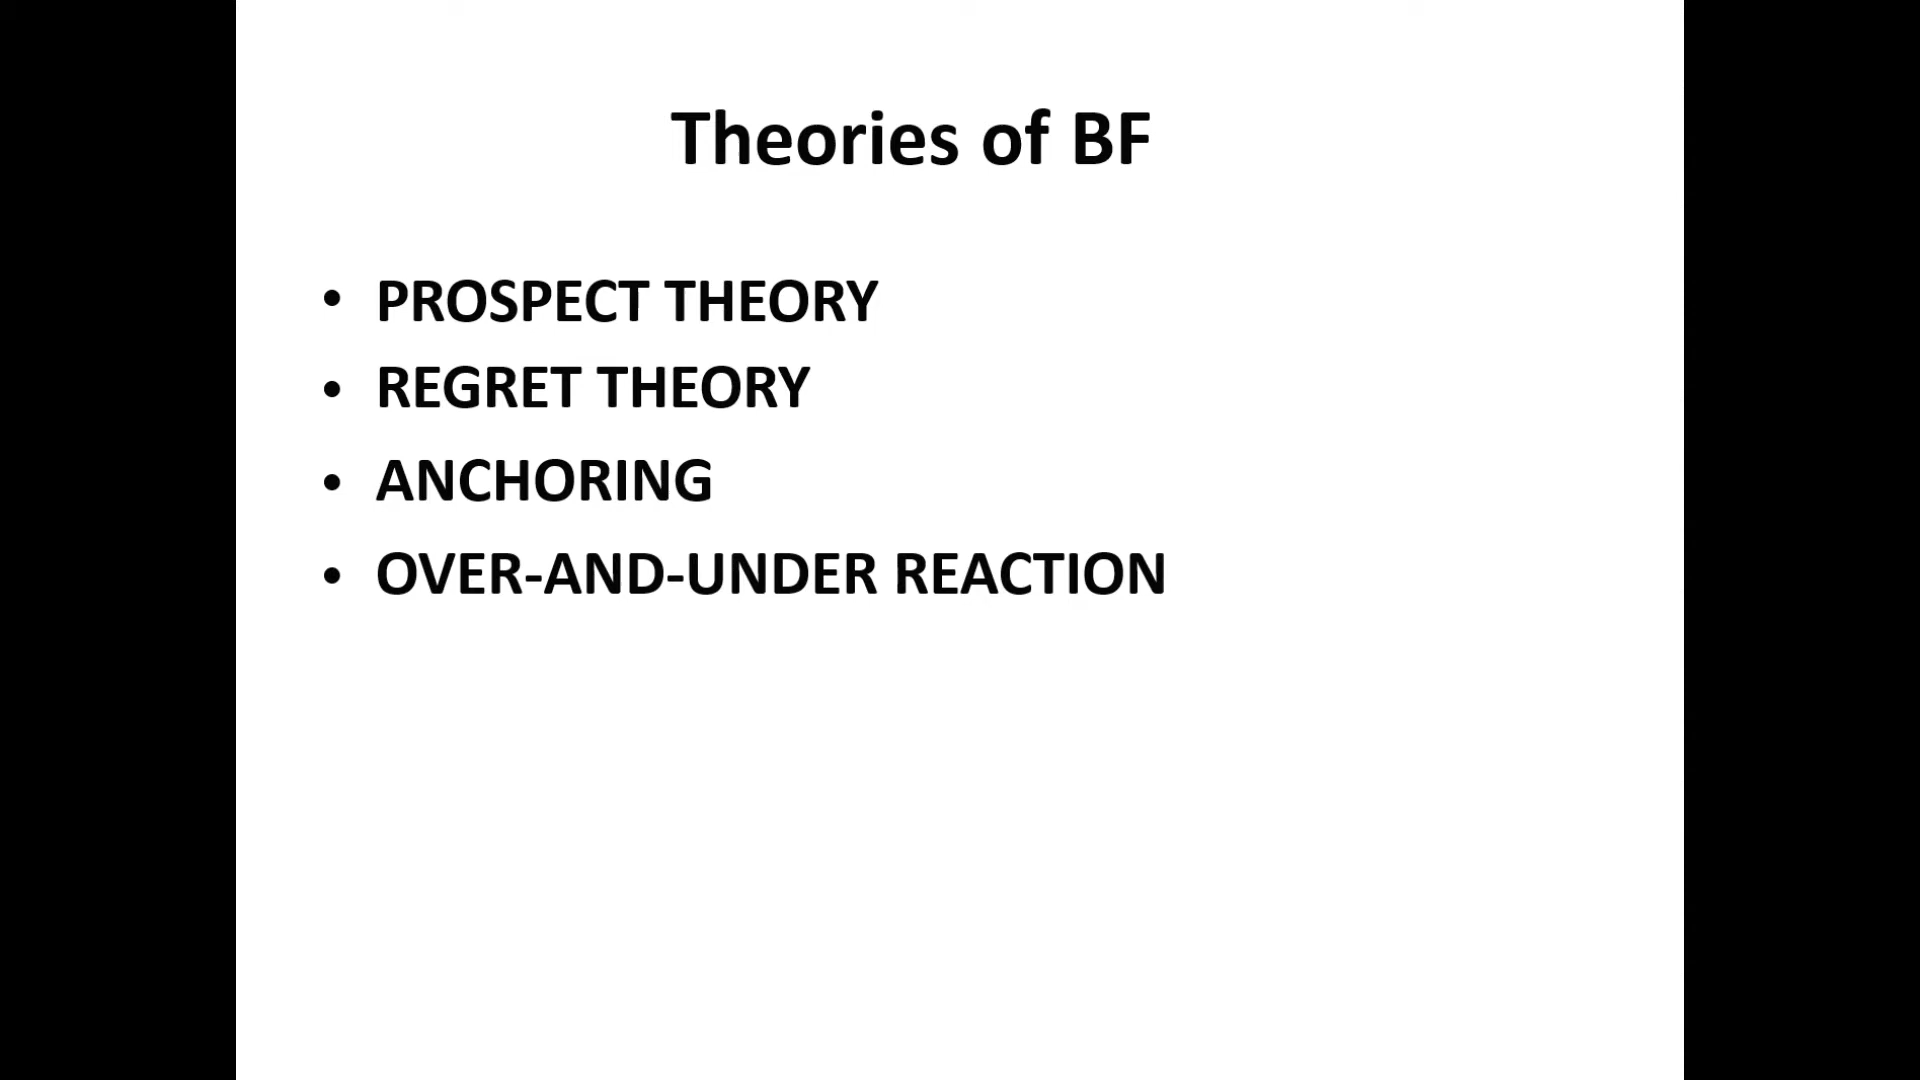 Theories of BF
• PROSPECT THEORY
• REGRET THEORY
• ANCHORING
• OVER-AND-UNDER REACTION